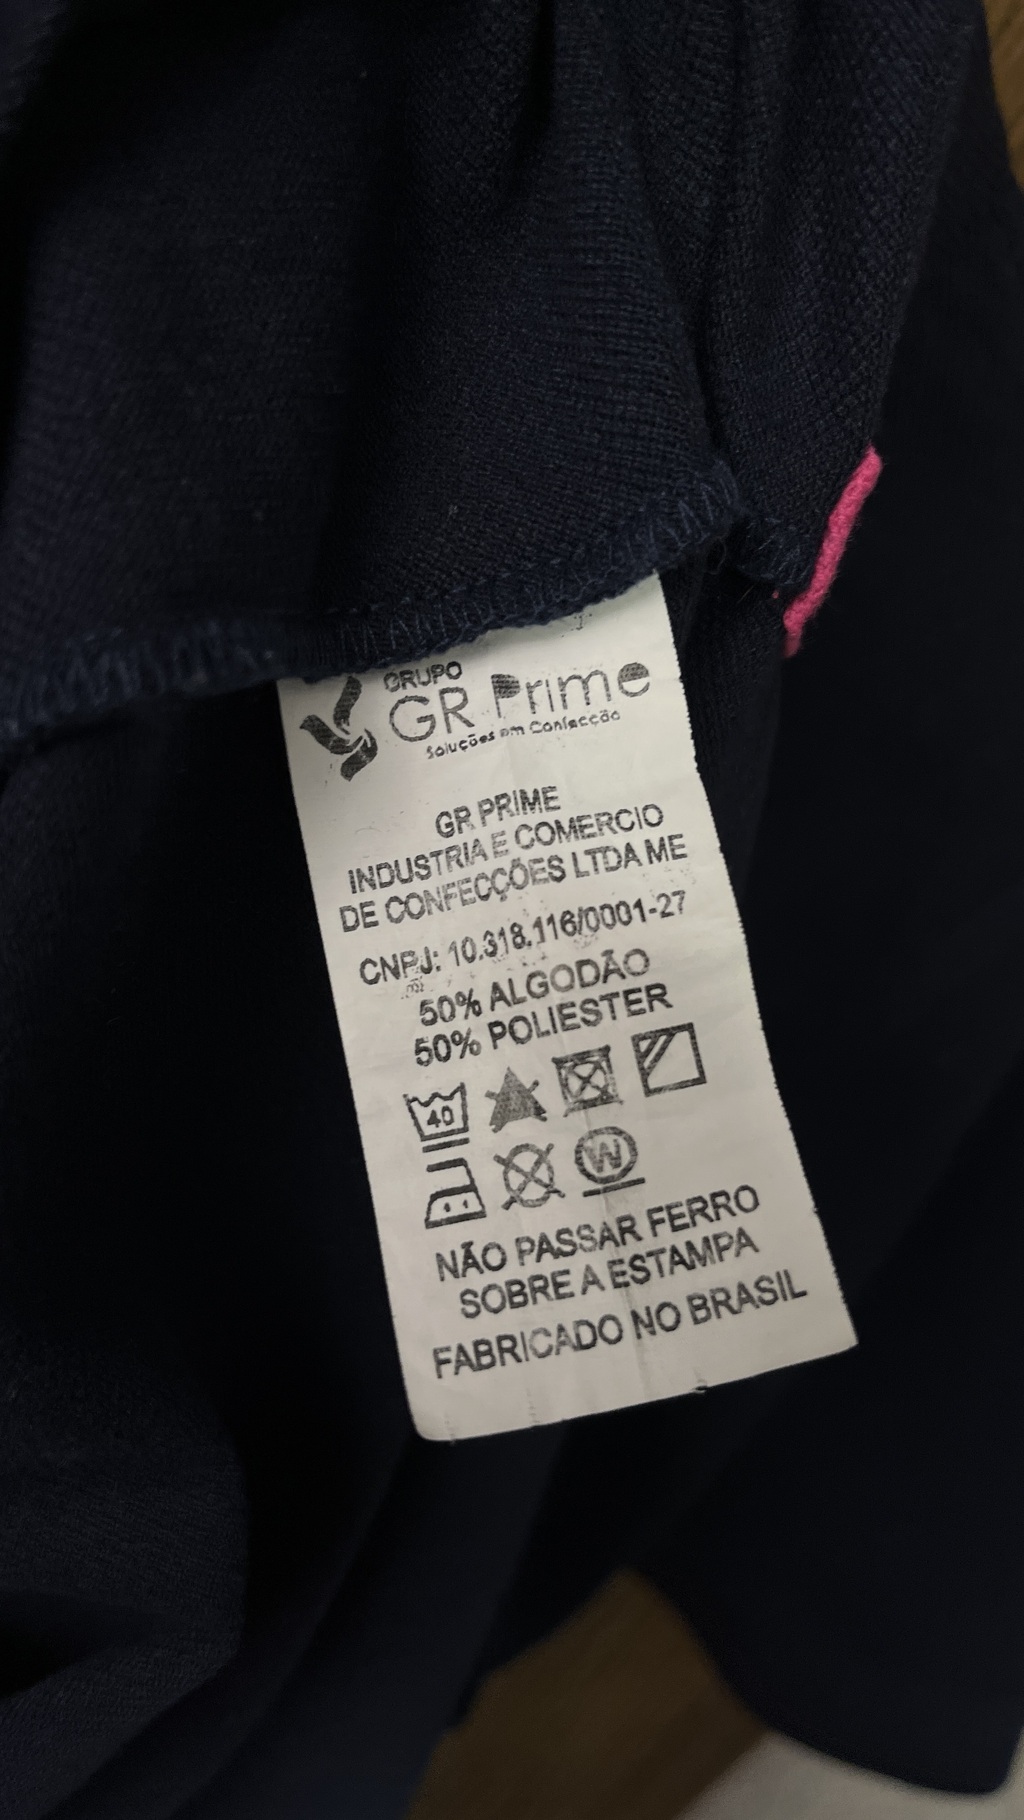 GRUPO
GR Prime
Soluções em Confecção
GR PRIME
INDUSTRIA E COMERCIO
DE CONFECÇÕES LTDA ME
CNPJ: 10.318.116/0001-27
50% ALGODÃO
50% POLIESTER
40
W
NÃO PASSAR FERRO
SOBRE A ESTAMPA
FABRICADO NO BRASIL